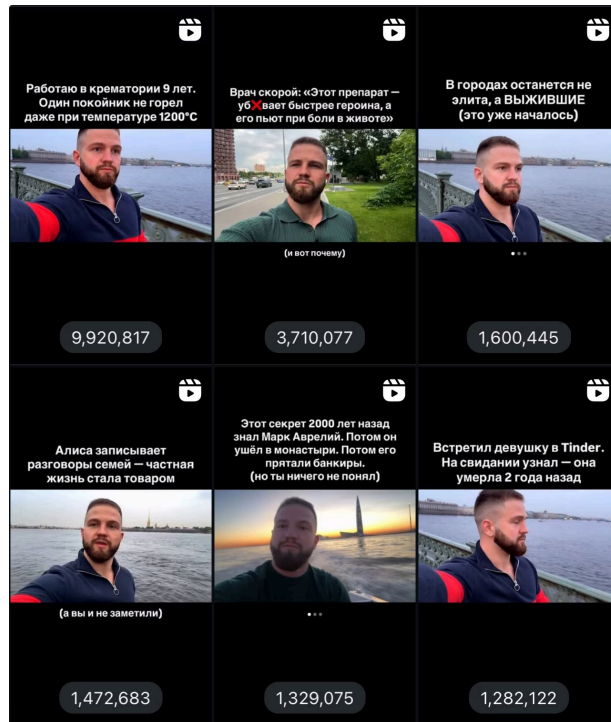 Работаю в крематории 9 лет.
Один покойник не горел
даже при температуре 1200°C
9,920,817
Врач скорой: «Этот препарат —
уб❌вает быстрее героина, а
его пьют при боли в животе»
(и вот почему)
3,710,077
В городах останется не
элита, а ВЫЖИВШИЕ
(это уже началось)
1,600,445
Алиса записывает
разговоры семей — частная
жизнь стала товаром
(а вы и не заметили)
1,472,683
Этот секрет 2000 лет назад
знал Марк Аврелий. Потом он
ушёл в монастыри. Потом его
прятали банкиры.
(но ты ничего не понял)
1,329,075
Встретил девушку в Tinder.
На свидании узнал — она
умерла 2 года назад
1,282,122